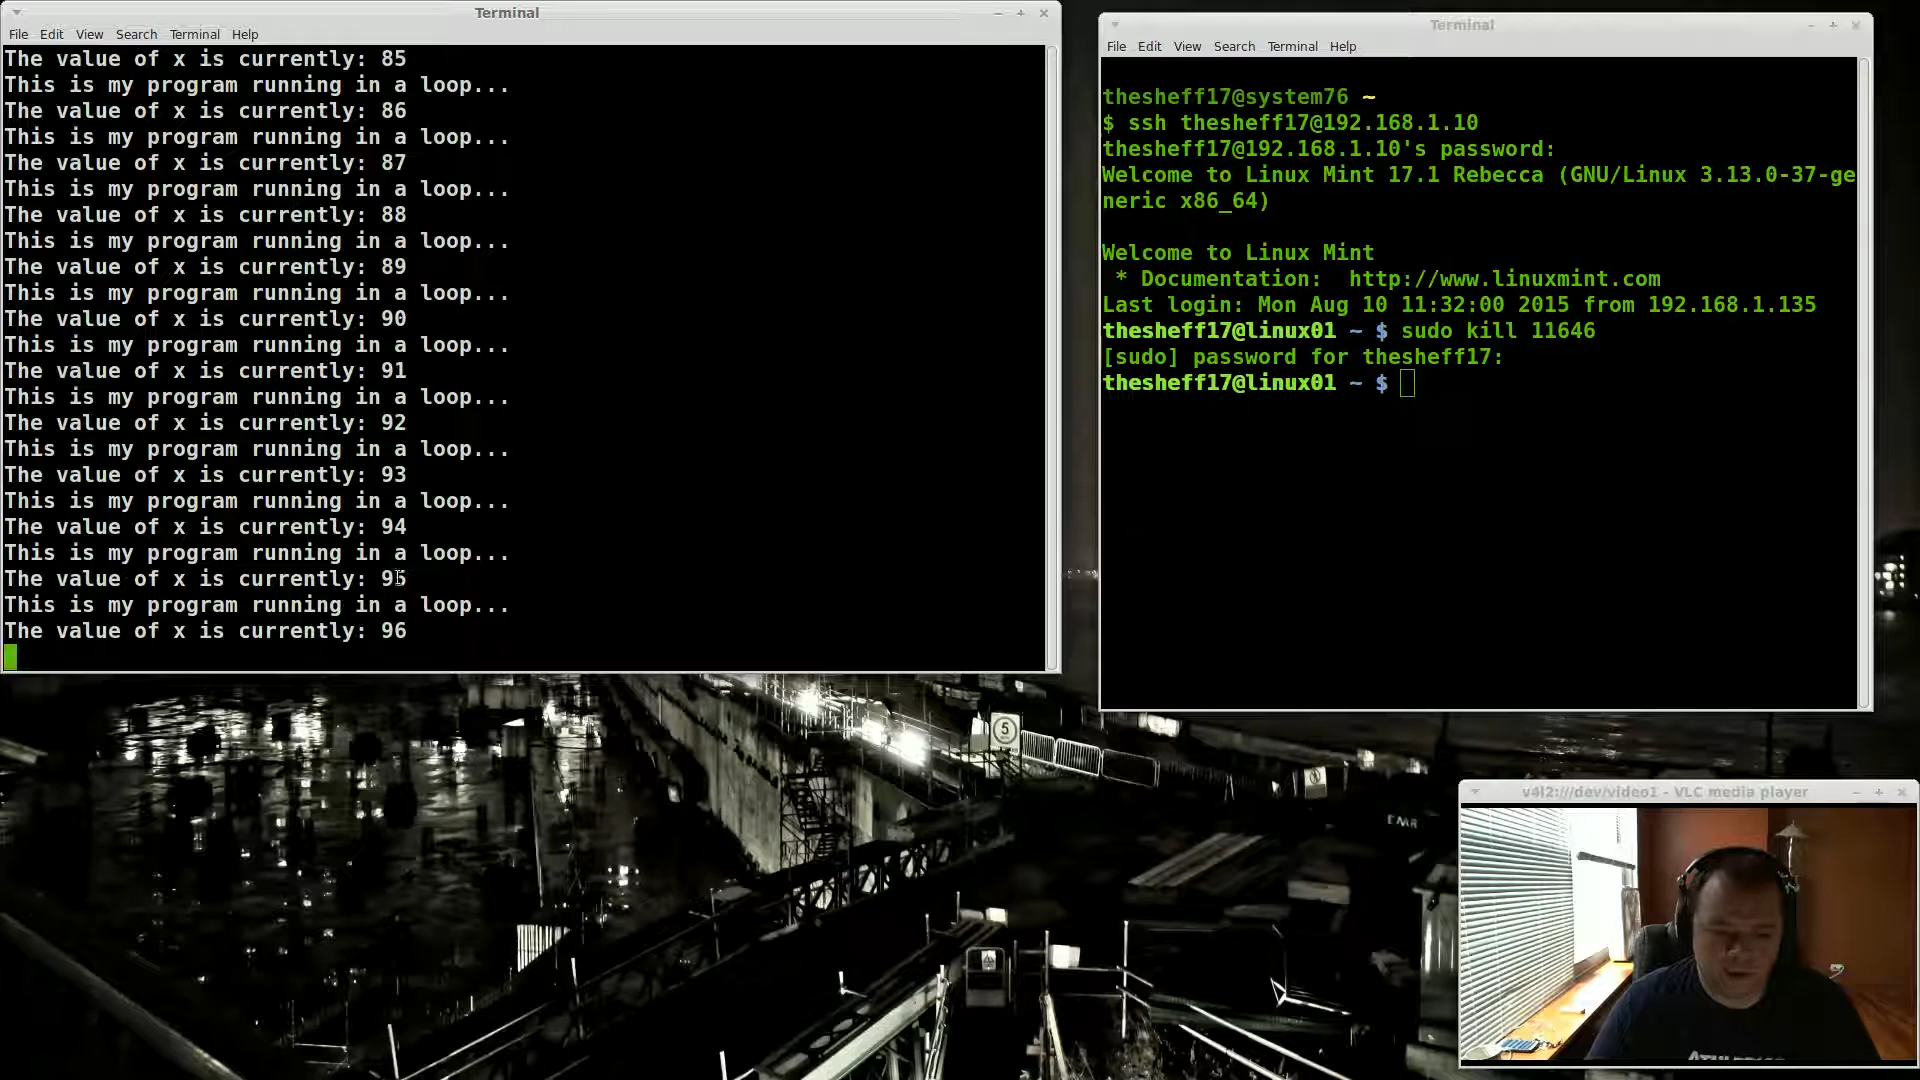 Terminal
File Edit View Search Terminal Help
The value of x is currently: 85
This is my program running in a loop...
The value of x is currently: 86
This is my program running in a loop...
The value of x is currently: 87
This is my program running in a loop...
The value of x is currently: 88
This is my program running in a loop...
The value of x is currently: 89
This is my program running in a loop...
The value of x is currently: 90
This is my program running in a loop...
The value of x is currently: 91
This is my program running in a loop...
The value of x is currently: 92
This is my program running in a loop...
The value of x is currently: 93
This is my program running in a loop...
The value of x is currently: 94
This is my program running in a loop...
The value of x is currently: 95
This is my program running in a loop...
The value of x is currently: 96
Terminal
File Edit View Search Terminal Help
thesheff17@system76 ~
$ ssh thesheff17@192.168.1.10
thesheff17@192.168.1.10's password:
Welcome to Linux Mint 17.1 Rebecca (GNU/Linux 3.13.0-37-ge
neric x86_64)
Welcome to Linux Mint
* Documentation:  http://www.linuxmint.com
Last login: Mon Aug 10 11:32:00 2015 from 192.168.1.135
thesheff17@linux01 ~ $ sudo kill 11646
[sudo] password for thesheff17:
thesheff17@linux01 ~ $
5
v4l2:///dev/video1 - VLC media player